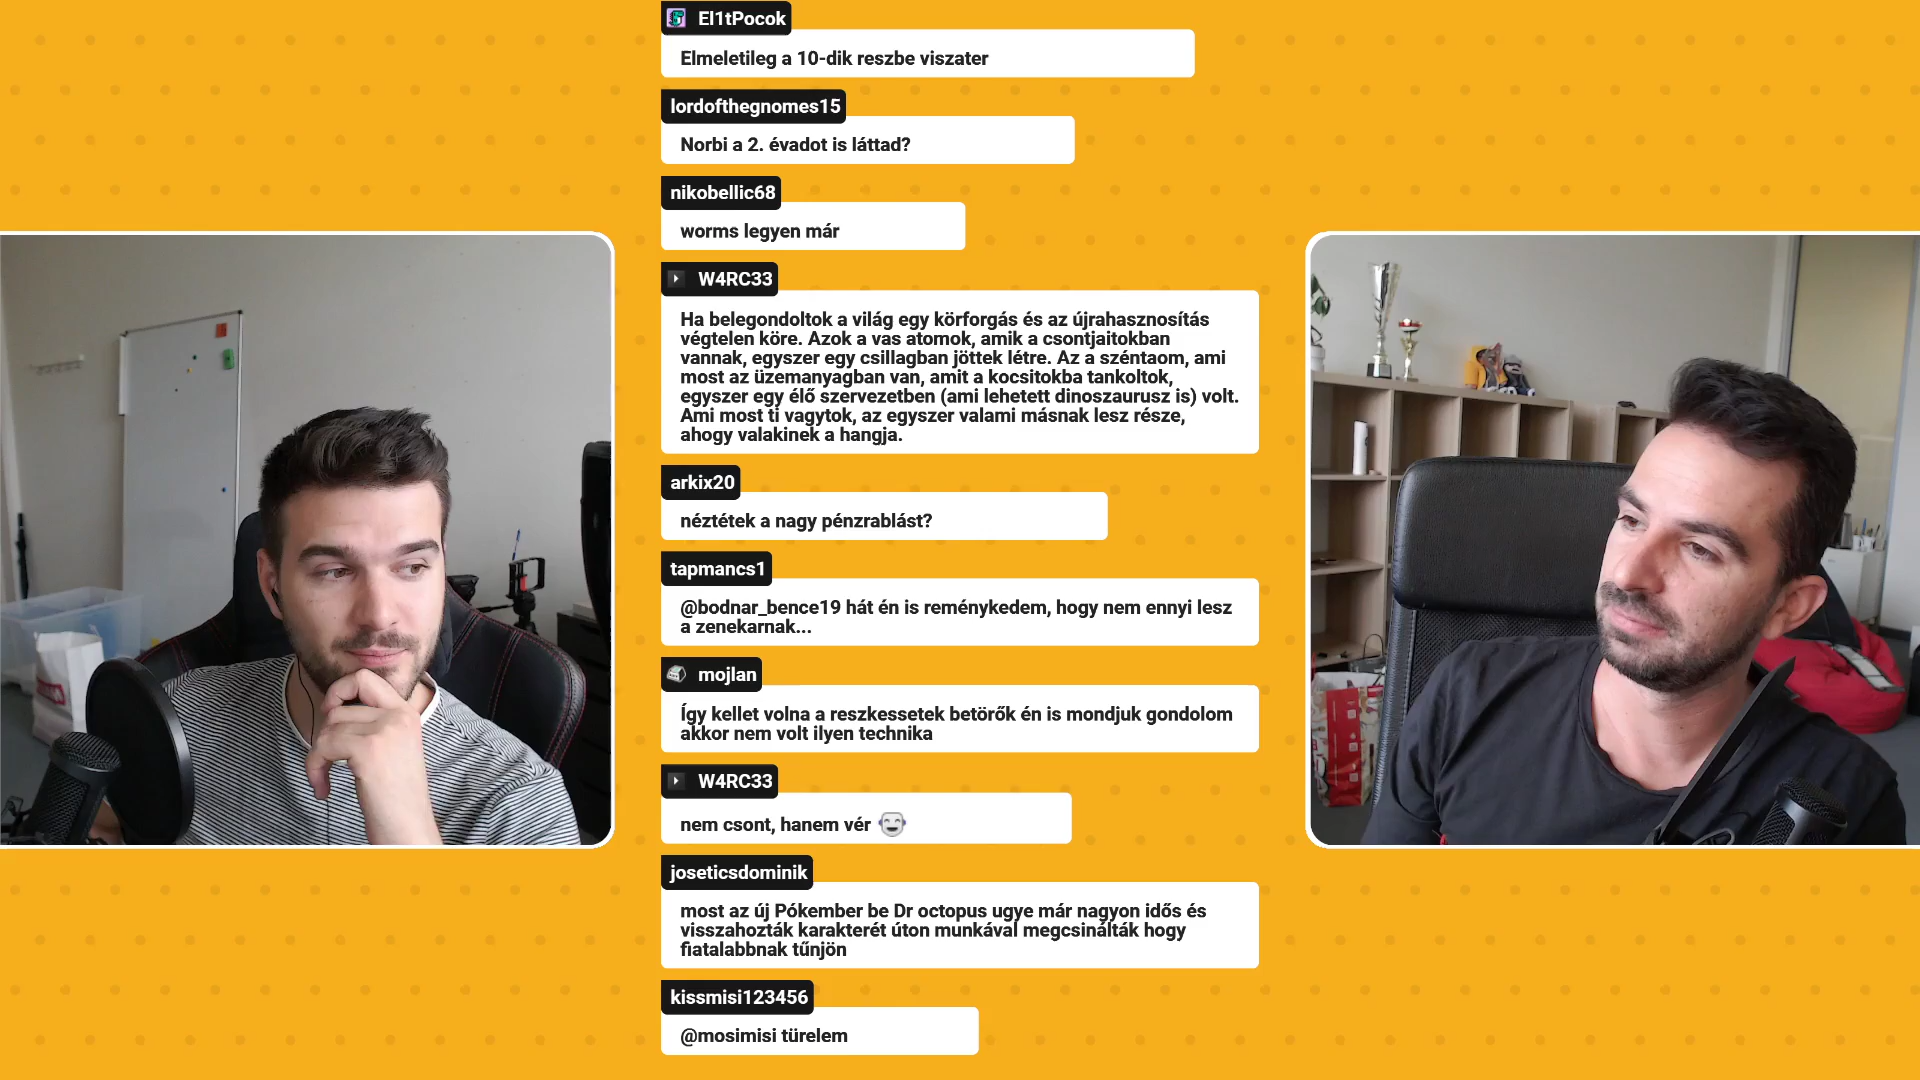 El1tPocok
Elmeletileg a 10-dik reszbe viszater
lordofthegnomes15
Norbi a 2. évadot is láttad?
nikobellic68
worms legyen már
W4RC33
Ha belegondoltok a világ egy körforgás és az újrahasznosítás
végtelen köre. Azok a vas atomok, amik a csontjaitokban
vannak, egyszer egy csillagban jöttek létre. Az a széntaom, ami
most az üzemanyagban van, amit a kocsitokba tankoltok,
egyszer egy élő szervezetben (ami lehetett dinoszaurusz is) volt.
Ami most ti vagytok, az egyszer valami másnak lesz része,
ahogy valakinek a hangja.
arkix20
néztétek a nagy pénzrablást?
tapmancs1
@bodnar_bence19 hát én is reménykedem, hogy nem ennyi lesz
a zenekarnak...
mojlan
Így kellet volna a reszkessetek betörők én is mondjuk gondolom
akkor nem volt ilyen technika
W4RC33
nem csont, hanem vér
joseticsdominik
most az új Pókember be Dr octopus ugye már nagyon idős és
visszahozták karakterét úton munkával megcsinálták hogy
fiatalabbnak tűnjön
kissmisi123456
@mosimisi türelem